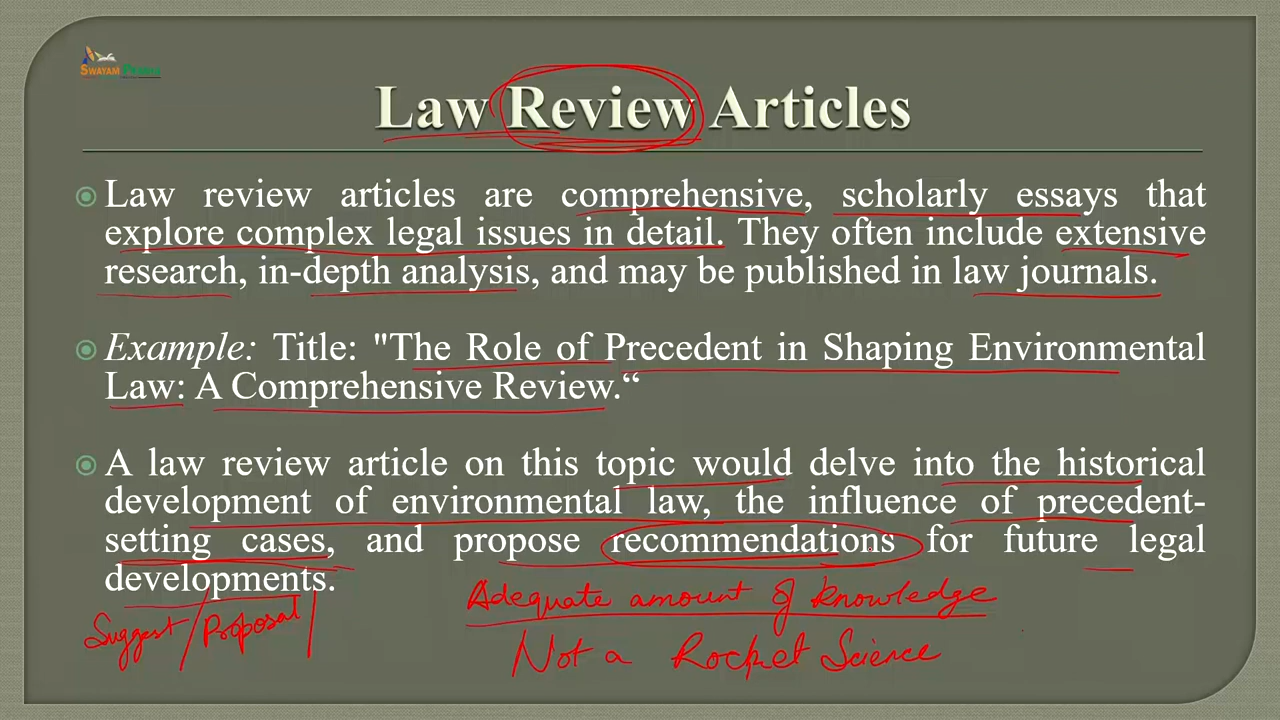 SWAYAM PRABHA
Law Review Articles
Law review articles are comprehensive, scholarly essays that
explore complex legal issues in detail. They often include extensive
research, in-depth analysis, and may be published in law journals.
Example: Title: "The Role of Precedent in Shaping Environmental
Law: A Comprehensive Review.“
A law review article on this topic would delve into the historical
development of environmental law, the influence of precedent-
setting cases, and propose recommendations for future legal
developments.
Suggest/Proposal/
Adequate amount of knowledge
Not a Rocket Science